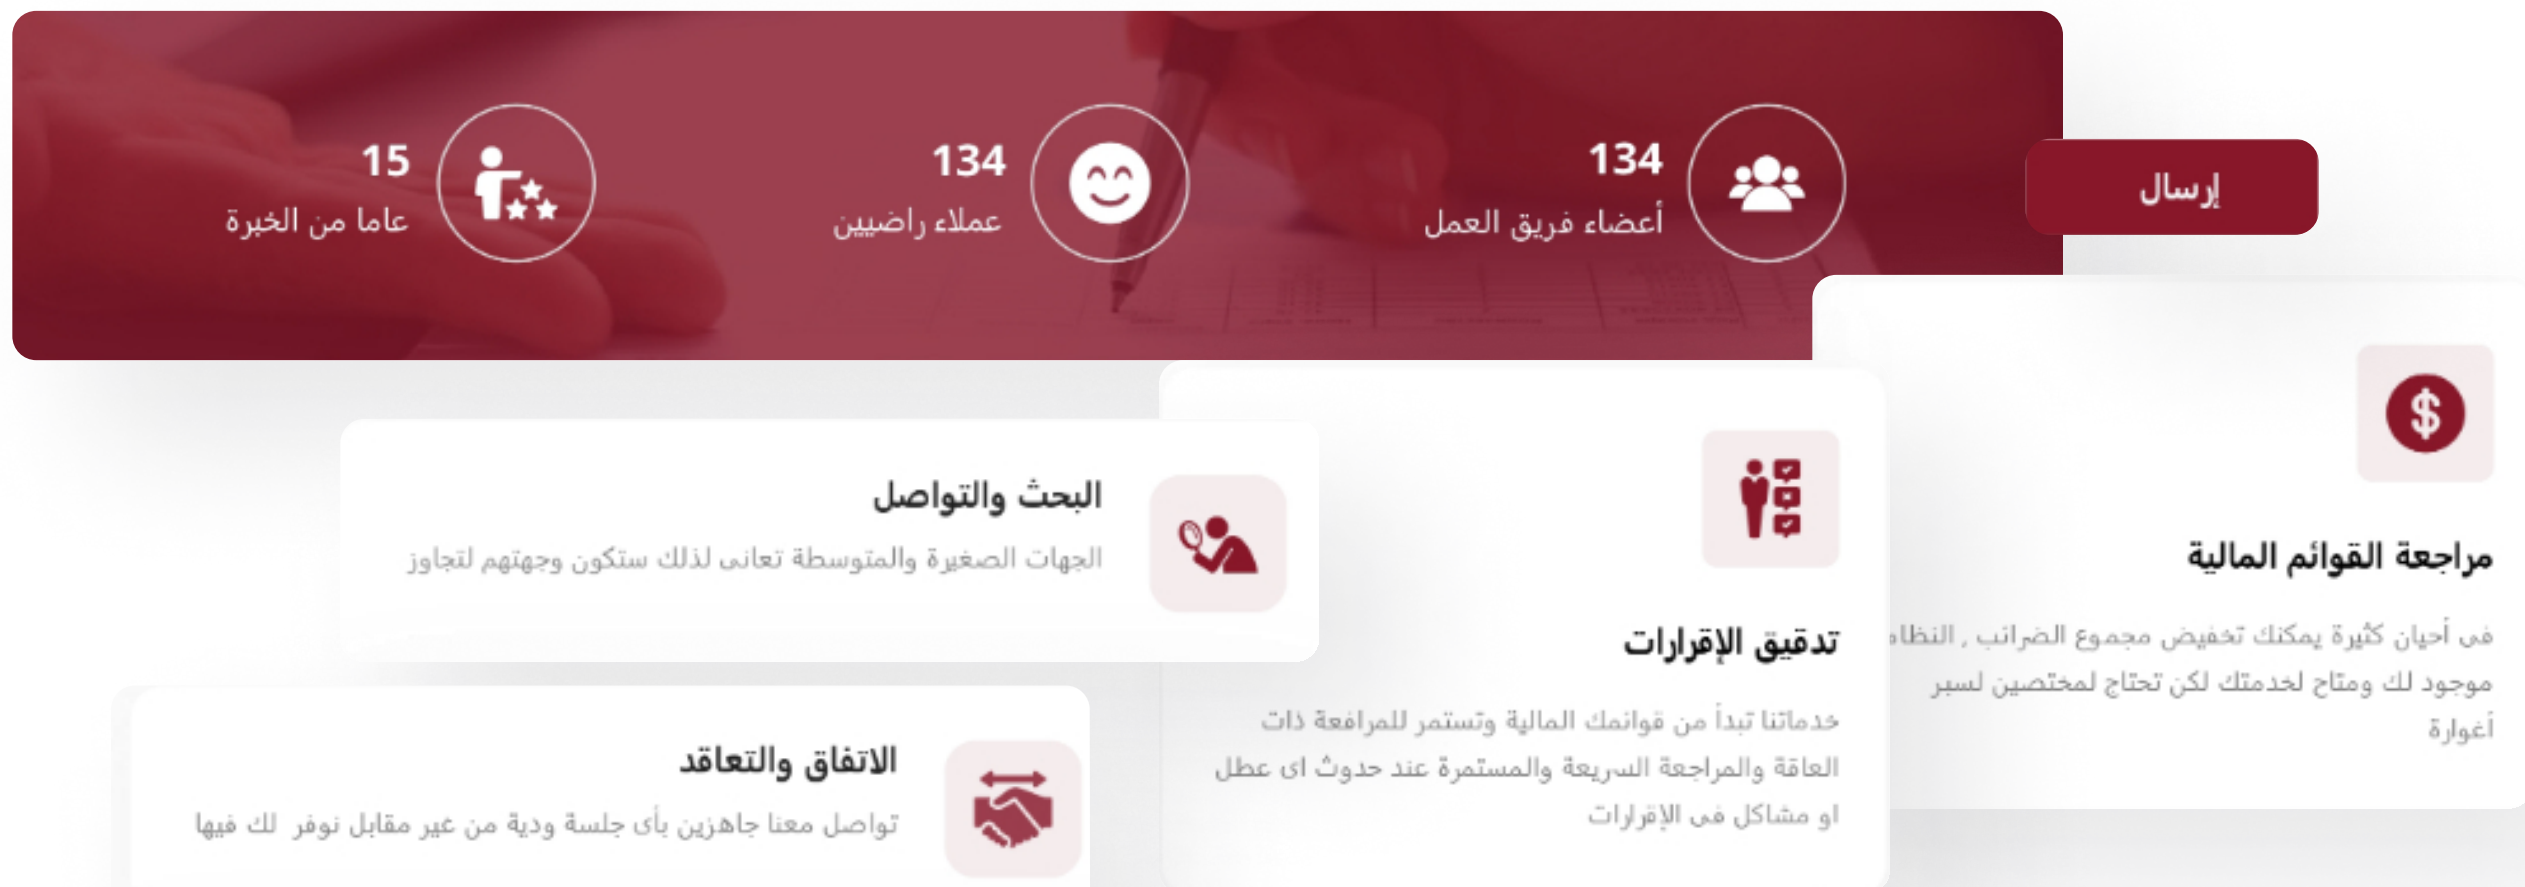 134
أعضاء فريق العمل
134
عملاء راضيين
15
عاما من الخبرة
إرسال
مراجعة القوائم المالية
فى أحيان كثيرة يمكنك تخفيض مجموع الضرائب , النظام
موجود لك ومتاح لخدمتك لكن تحتاج لمختصين لسبر
أغوارة
تدقيق الإقرارات
خدماتنا تبدأ من قوائمك المالية وتستمر للمرافعة ذات
العاقة والمراجعة السريعة والمستمرة عند حدوث اى عطل
او مشاكل فى الإقرارات
البحث والتواصل
الجهات الصغيرة والمتوسطة تعانى لذلك ستكون وجهتهم لتجاوز
الاتفاق والتعاقد
تواصل معنا جاهزين بأى جلسة ودية من غير مقابل نوفر لك فيها